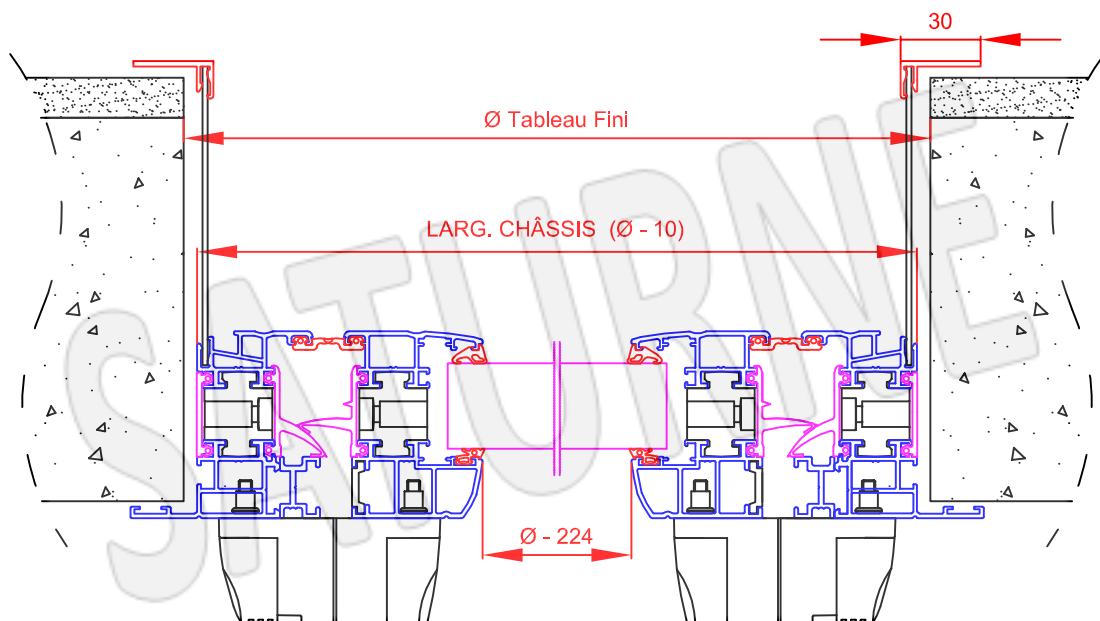 30
Ø Tableau Fini
LARG. CHÂSSIS (Ø - 10)
SATURNE
Ø - 224